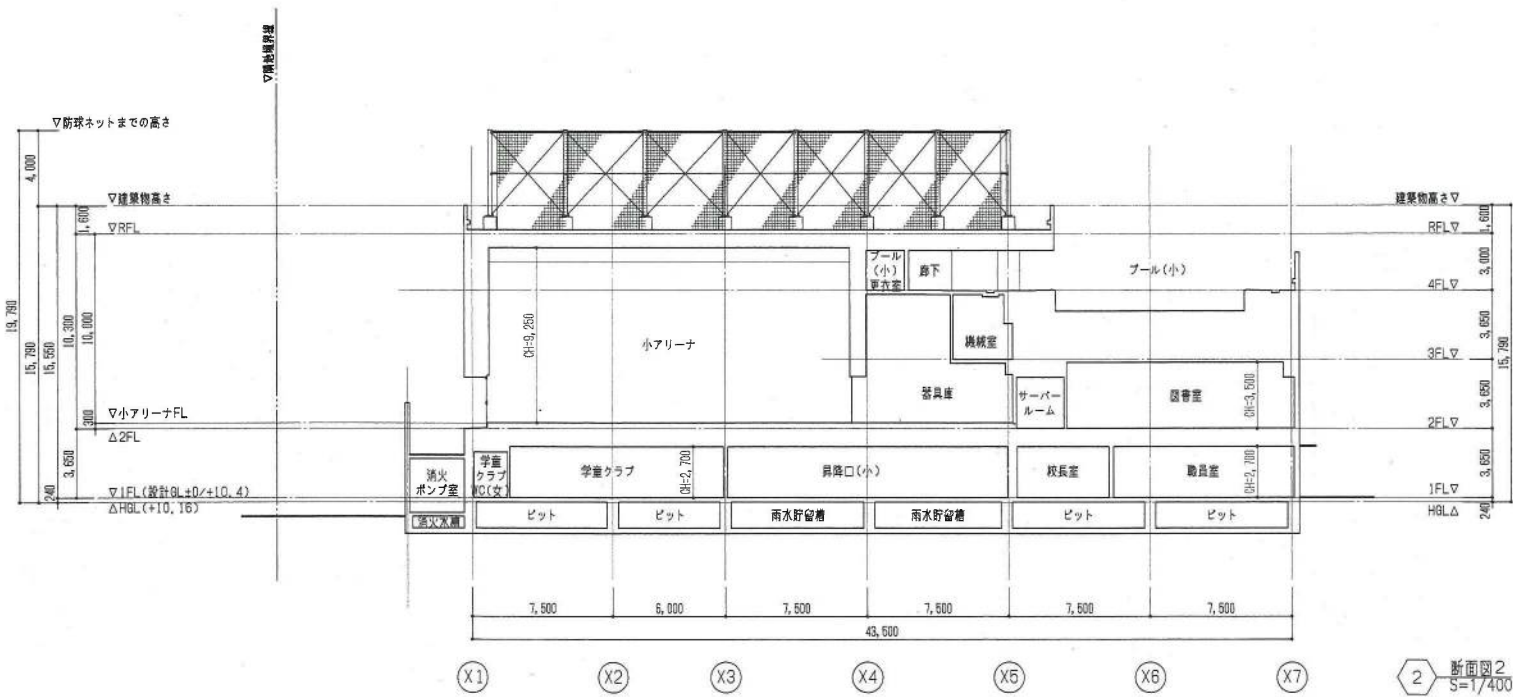 ▽隣地境界線
▽防球ネットまでの高さ
4,000
▽建築物高さ
建築物高さ▽
1,600
▽RFL
RFL▽
1,600
3,000
プール
(小)
更衣室
廊下
プール(小)
4FL▽
19,790
15,790
15,550
10,300
10,000
CH=9,250
小アリーナ
機械室
3,650
15,790
3FL▽
器具庫
サーバー
ルーム
図書室
CH=3,500
3,650
▽小アリーナFL
300
△2FL
2FL▽
3,650
消火
ポンプ室
学童
クラブ
WC(女)
学童クラブ
CH=2,700
昇降口(小)
校長室
職員室
CH=2,700
3,650
240
▽1FL(設計GL±0/+10,4)
1FL▽
△HGL(+10,16)
HGL△
240
消火水槽
ピット
ピット
雨水貯留槽
雨水貯留槽
ピット
ピット
7,500
6,000
7,500
7,500
7,500
7,500
43,500
X1
X2
X3
X4
X5
X6
X7
2
断面図2
S=1/400